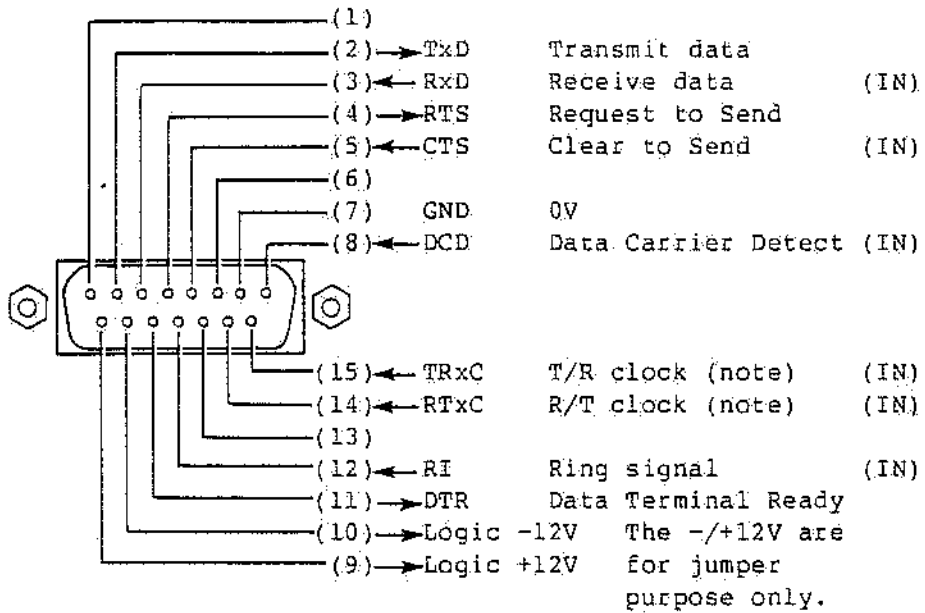 (1)
(2) TxD Transmit data
(3) RxD Receive data (IN)
(4) RTS Request to Send
(5) CTS Clear to Send (IN)
(6)
(7) GND 0V
(8) DCD Data Carrier Detect (IN)
(15) TRxC T/R clock (note) (IN)
(14) RTxC R/T clock (note) (IN)
(13)
(12) RI Ring signal (IN)
(11) DTR Data Terminal Ready
(10) Logic -12V The -/+12V are
(9) Logic +12V for jumper
purpose only.